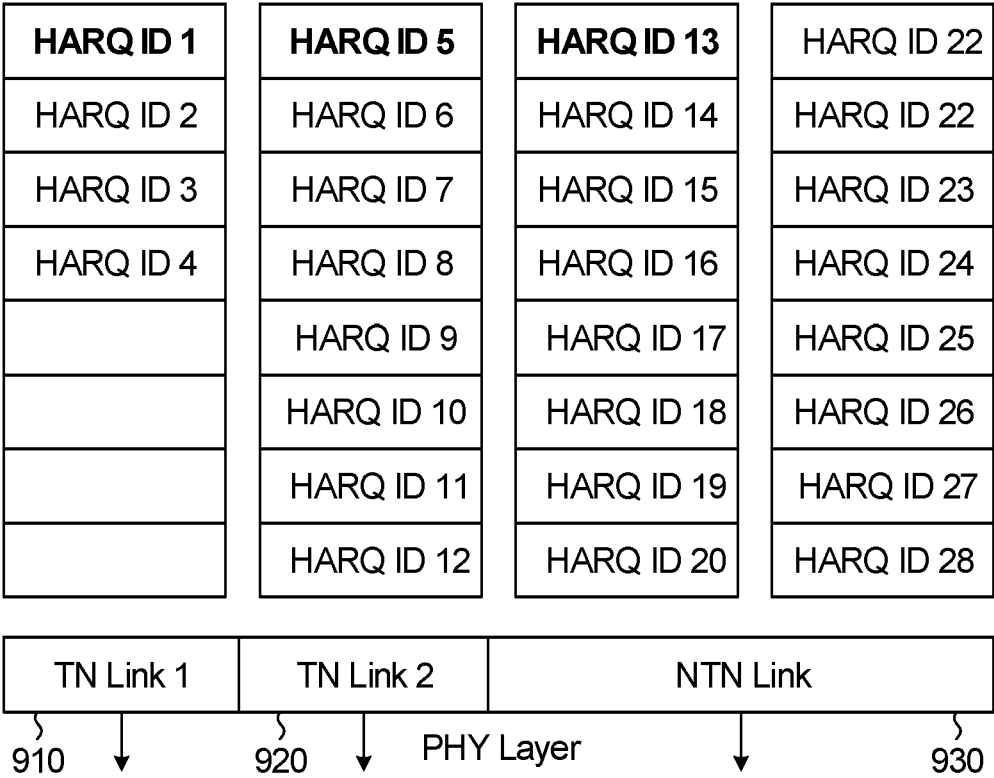 HARQ ID 1
HARQ ID 2
HARQ ID 3
HARQ ID 4
HARQ ID 5
HARQ ID 6
HARQ ID 7
HARQ ID 8
HARQ ID 9
HARQ ID 10
HARQ ID 11
HARQ ID 12
HARQ ID 13
HARQ ID 14
HARQ ID 15
HARQ ID 16
HARQ ID 17
HARQ ID 18
HARQ ID 19
HARQ ID 20
HARQ ID 22
HARQ ID 22
HARQ ID 23
HARQ ID 24
HARQ ID 25
HARQ ID 26
HARQ ID 27
HARQ ID 28
TN Link 1
TN Link 2
NTN Link
910
920
PHY Layer
930